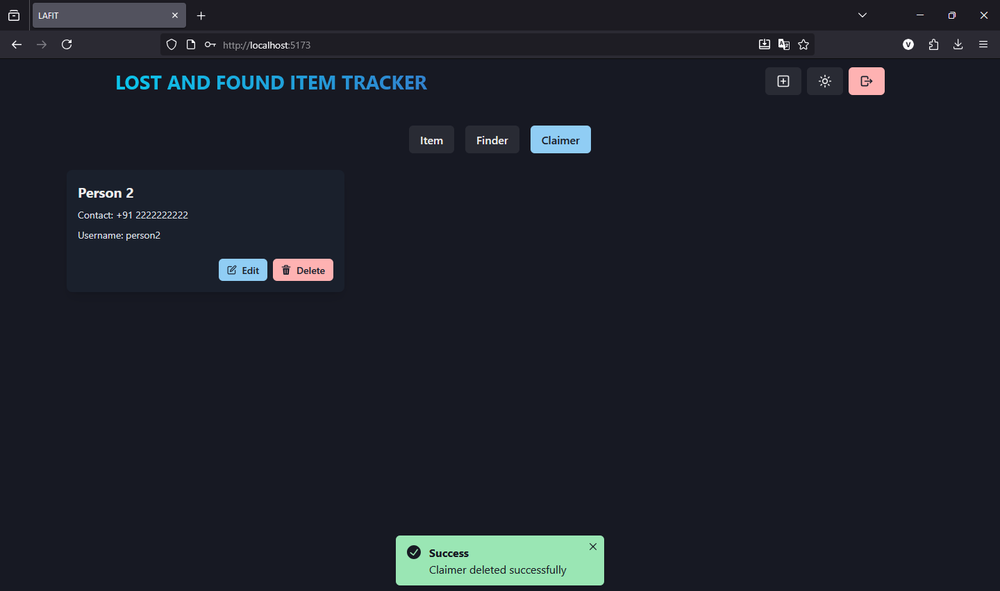 LAFIT
http://localhost:5173
V
LOST AND FOUND ITEM TRACKER
Item
Finder
Claimer
Person 2
Contact: +91 2222222222
Username: person2
Edit
Delete
Success
Claimer deleted successfully